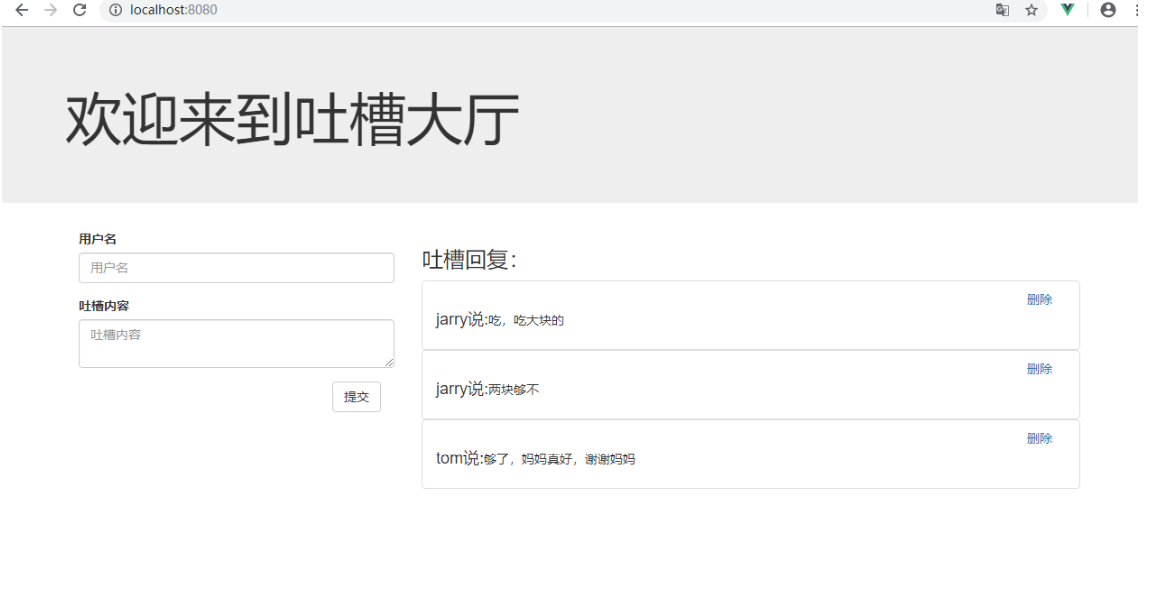 localhost:8080
欢迎来到吐槽大厅
用户名
用户名
吐槽内容
吐槽内容
提交
吐槽回复：
删除
jarry说:吃，吃大块的
删除
jarry说:两块够不
删除
tom说:够了，妈妈真好，谢谢妈妈